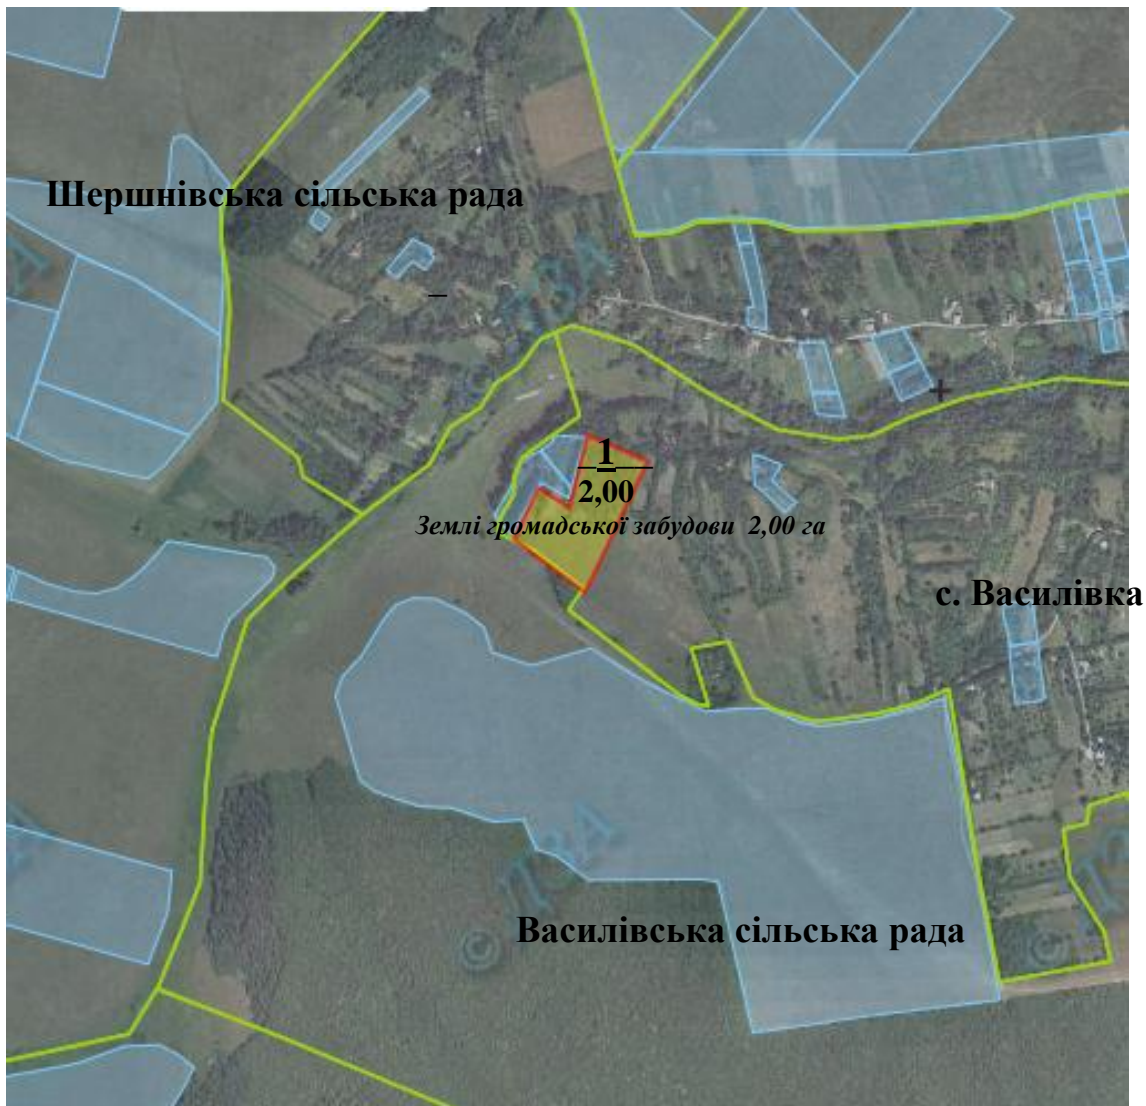 Шершнівська сільська рада
1
2,00
Землі громадської забудови 2,00 га
с. Василівка
Василівська сільська рада